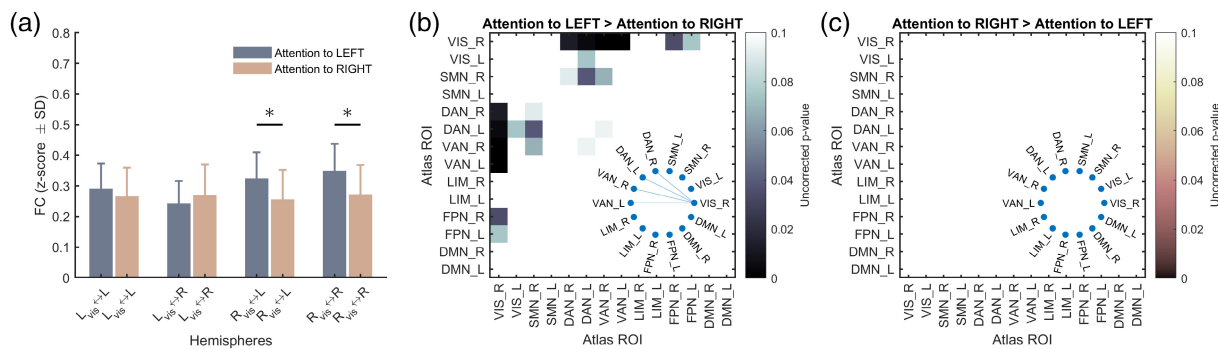 (a)
FC (z-score ± SD)
0.8
0.7
0.6
0.5
0.4
0.3
0.2
0.1
0
Attention to LEFT
Attention to RIGHT
*
*
L_vis↔L
L_vis↔L
L_vis↔R
L_vis↔R
R_vis↔L
R_vis↔L
R_vis↔R
R_vis↔R
Hemispheres
(b)
Attention to LEFT > Attention to RIGHT
Atlas ROI
VIS_R
VIS_L
SMN_R
SMN_L
DAN_R
DAN_L
VAN_R
VAN_L
LIM_R
LIM_L
FPN_R
FPN_L
DMN_R
DMN_L
DAN_R
SMN_L
DAN_L
SMN_R
VAN_R
VIS_L
VAN_L
VIS_R
LIM_R
DMN_L
LIM_L
DMN_R
FPN_R
FPN_L
VIS_R
VIS_L
SMN_R
SMN_L
DAN_R
DAN_L
VAN_R
VAN_L
LIM_R
LIM_L
FPN_R
FPN_L
DMN_R
DMN_L
Atlas ROI
0.1
0.08
0.06
0.04
0.02
0
Uncorrected p-value
(c)
Attention to RIGHT > Attention to LEFT
Atlas ROI
VIS_R
VIS_L
SMN_R
SMN_L
DAN_R
DAN_L
VAN_R
VAN_L
LIM_R
LIM_L
FPN_R
FPN_L
DMN_R
DMN_L
DAN_R
SMN_L
DAN_L
SMN_R
VAN_R
VIS_L
VAN_L
VIS_R
LIM_R
DMN_L
LIM_L
DMN_R
FPN_R
FPN_L
VIS_R
VIS_L
SMN_R
SMN_L
DAN_R
DAN_L
VAN_R
VAN_L
LIM_R
LIM_L
FPN_R
FPN_L
DMN_R
DMN_L
Atlas ROI
0.1
0.08
0.06
0.04
0.02
0
Uncorrected p-value